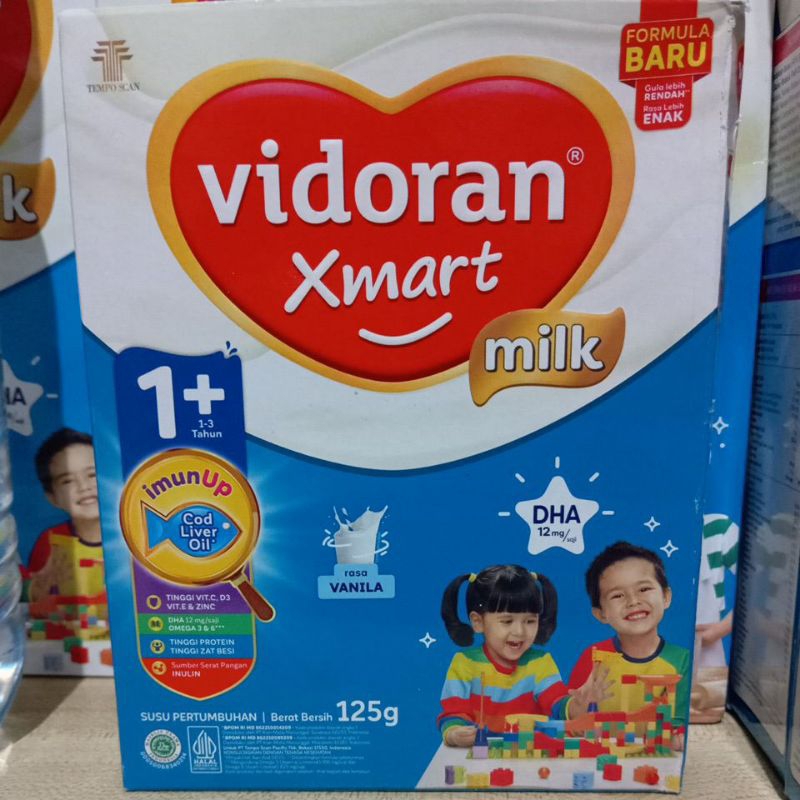 TEMPO SCAN
FORMULA
BARU
Gula lebih
RENDAH**
Rasa Lebih
ENAK
vidoran®
Xmart
milk
k
1+
1-3
Tahun
imunUp
Cod
Liver
Oil
DHA
12 mg/saji
rasa
VANILA
TINGGI VIT.C, D3
VIT.E & ZINC
DHA 12 mg/saji
OMEGA 3 & 6***
TINGGI PROTEIN
TINGGI ZAT BESI
Sumber Serat Pangan
INULIN
SUSU PERTUMBUHAN | Berat Bersih 125g
HALAL